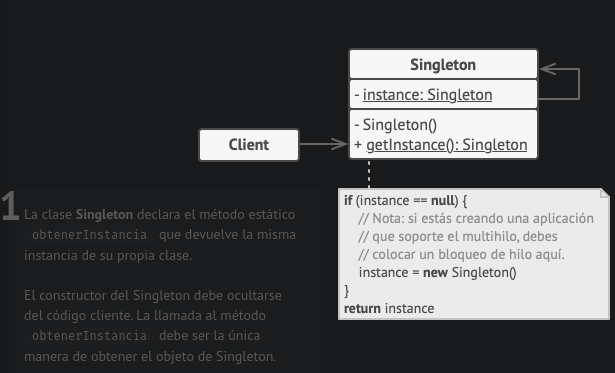 Singleton
- instance: Singleton
- Singleton()
+ getInstance(): Singleton
Client
1
La clase Singleton declara el método estático
obtenerInstancia que devuelve la misma
instancia de su propia clase.
El constructor del Singleton debe ocultarse
del código cliente. La llamada al método
obtenerInstancia debe ser la única
manera de obtener el objeto de Singleton.
if (instance == null) {
// Nota: si estás creando una aplicación
// que soporte el multihilo, debes
// colocar un bloqueo de hilo aquí.
instance = new Singleton()
}
return instance